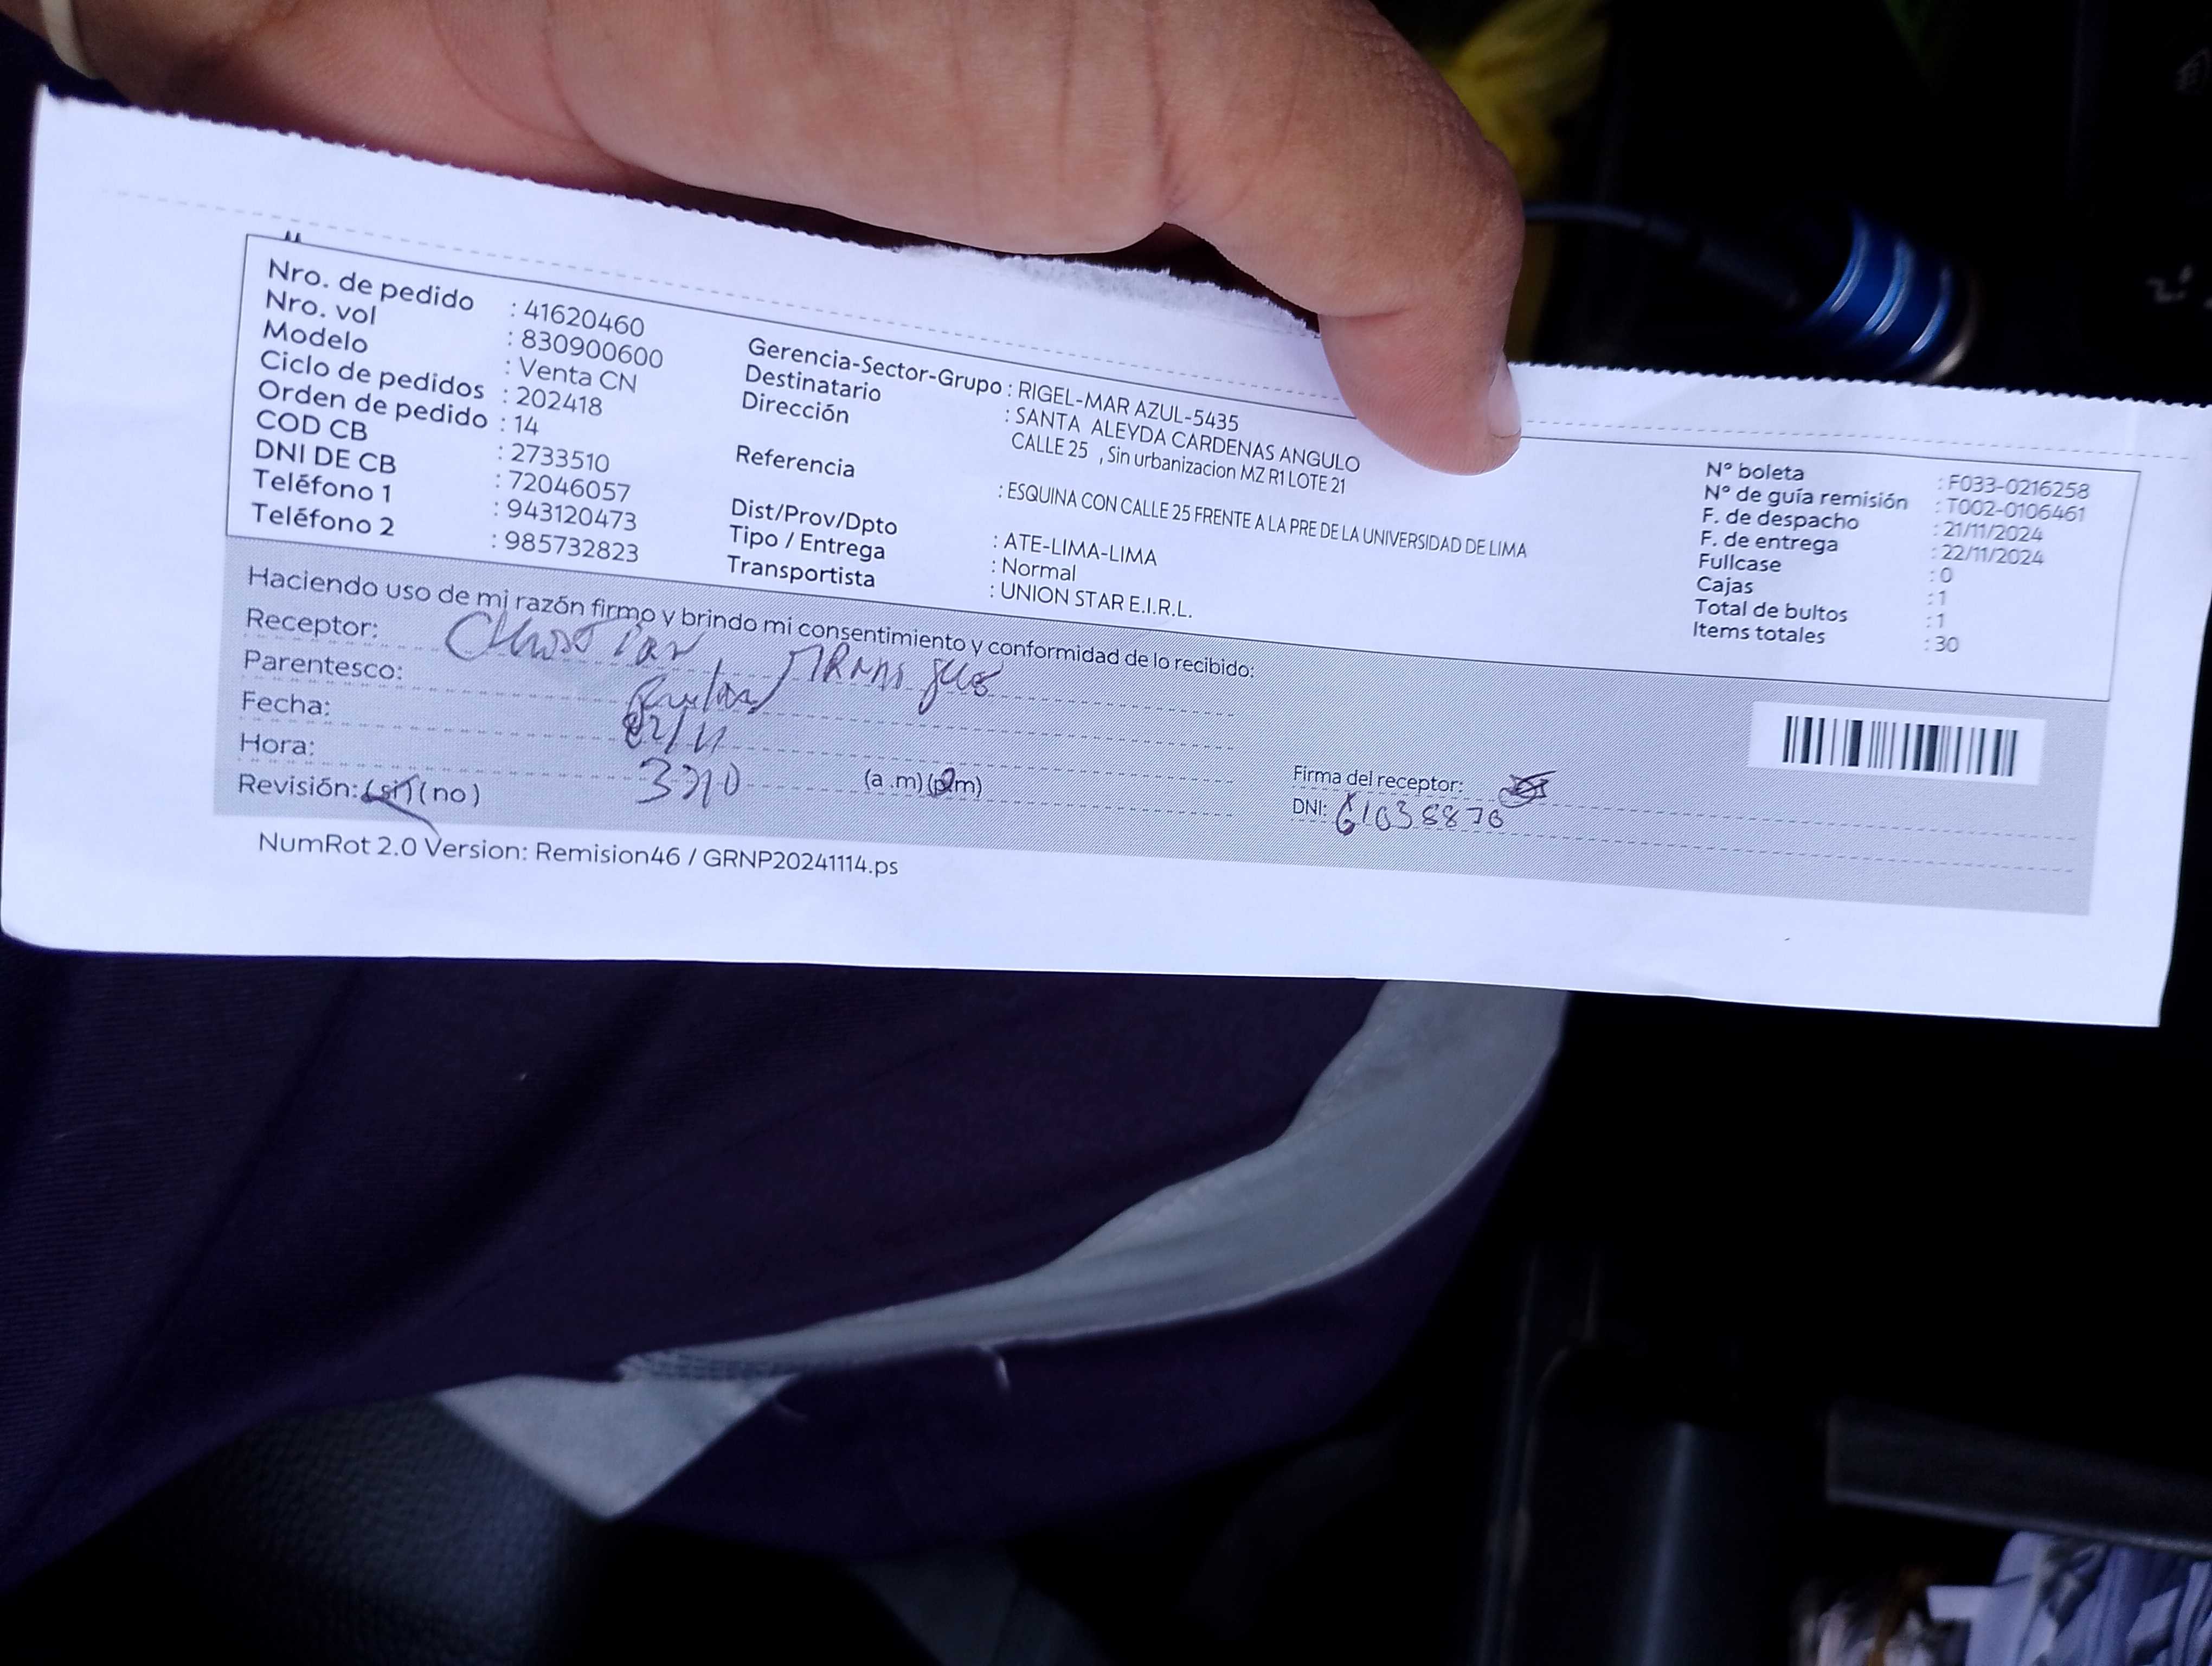 Nro. de pedido : 41620460
Nro. vol : 830900600
Modelo : Venta CN
Ciclo de pedidos : 202418
Orden de pedido : 14
COD CB : 2733510
DNI DE CB : 72046057
Teléfono 1 : 943120473
Teléfono 2 : 985732823
Gerencia-Sector-Grupo : RIGEL-MAR AZUL-5435
Destinatario : SANTA ALEYDA CARDENAS ANGULO
Dirección CALLE 25 , Sin urbanizacion MZ R1 LOTE 21
Referencia : ESQUINA CON CALLE 25 FRENTE A LA PRE DE LA UNIVERSIDAD DE LIMA
Dist/Prov/Dpto : ATE-LIMA-LIMA
Tipo / Entrega : Normal
Transportista : UNION STAR E.I.R.L.
N° boleta : F033-0216258
N° de guía remisión : T002-0106461
F. de despacho : 21/11/2024
F. de entrega : 22/11/2024
Fullcase : 0
Cajas : 1
Total de bultos : 1
Items totales : 30
Haciendo uso de mi razón firmo y brindo mi consentimiento y conformidad de lo recibido:
Receptor:
Parentesco:
Fecha: 22/11
Hora: (a.m) (p.m)
Revisión: (si) (no)
Firma del receptor:
DNI:
NumRot 2.0 Version: Remision46 / GRNP20241114.ps